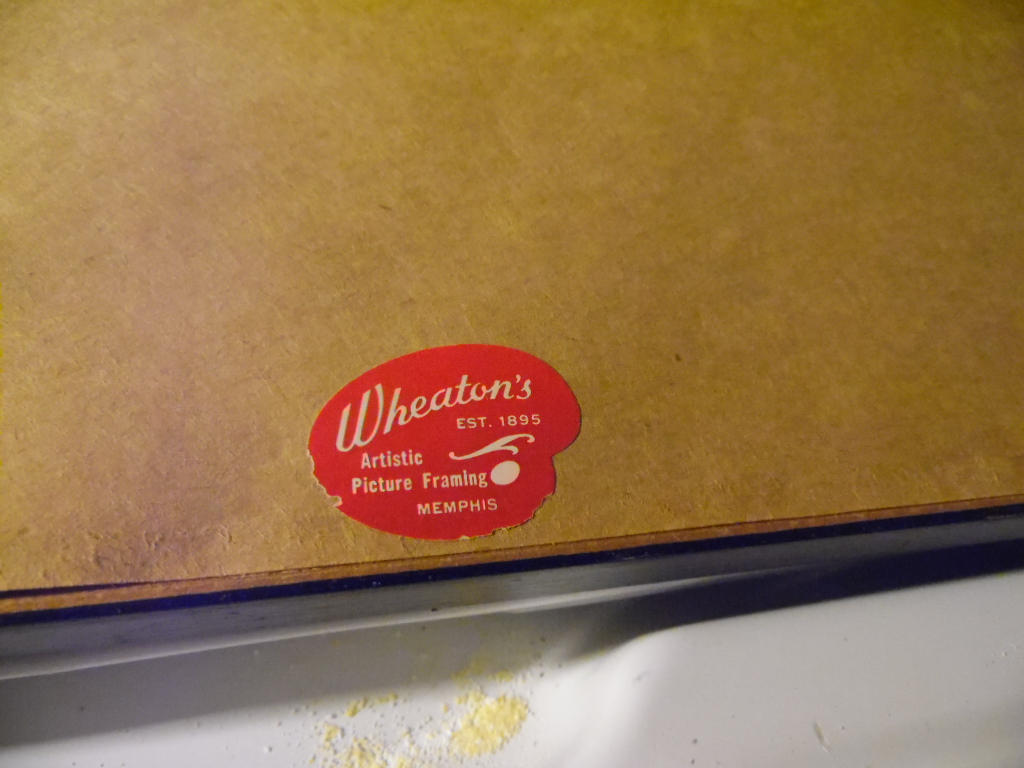 Wheaton's
EST. 1895
Artistic
Picture Framing
MEMPHIS